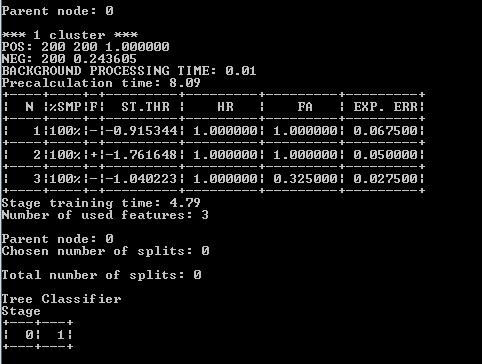 Parent node: 0
*** 1 cluster ***
POS: 200 200 1.000000
NEG: 200 0.243605
BACKGROUND PROCESSING TIME: 0.01
Precalculation time: 8.09
+----+----+-+---------+---------+---------+---------+
|  N |%SMP|F|  ST.THR |    HR   |    FA   | EXP. ERR|
+----+----+-+---------+---------+---------+---------+
|   1|100%|-|-0.915344| 1.000000| 1.000000| 0.067500|
+----+----+-+---------+---------+---------+---------+
|   2|100%|+|-1.761648| 1.000000| 1.000000| 0.050000|
+----+----+-+---------+---------+---------+---------+
|   3|100%|-|-1.040223| 1.000000| 0.325000| 0.027500|
+----+----+-+---------+---------+---------+---------+
Stage training time: 4.79
Number of used features: 3
Parent node: 0
Chosen number of splits: 0
Total number of splits: 0
Tree Classifier
Stage
+---+---+
|  0|  1|
+---+---+